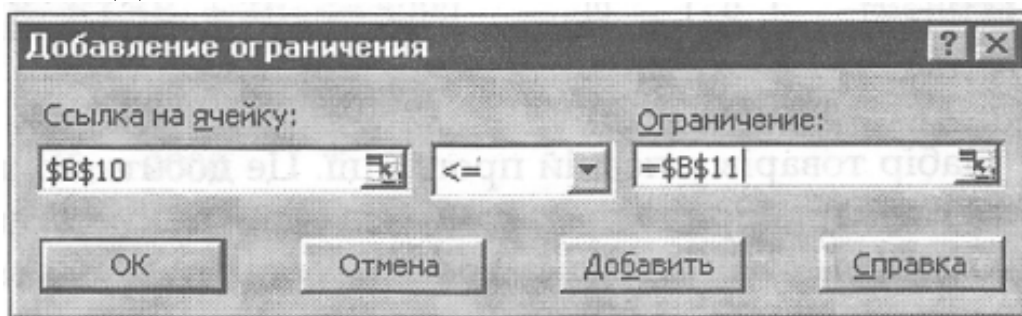 Добавление ограничения
Ссылка на ячейку:
Ограничение:
$B$10
<=
=$B$11
ОК
Отмена
Добавить
Справка